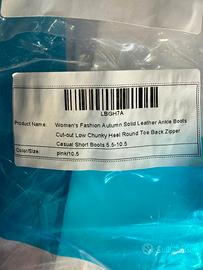 LBGH7A
Product Name: Women's Fashion Autumn Solid Leather Ankle Boots
Cut-out Low Chunky Heel Round Toe Back Zipper
Casual Short Boots 5.5-10.5
Color/Size: pink/10.5
subito